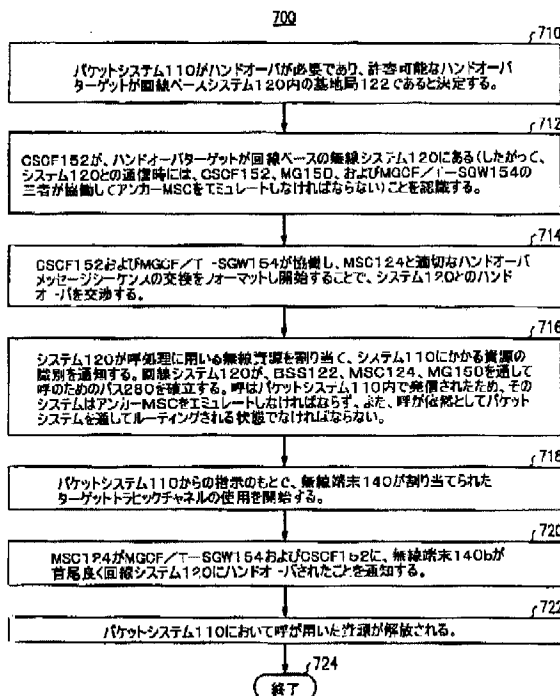 700
710
パケットシステム110がハンドオーバが必要であり、許容可能なハンドオーバ
ターゲットが回線ベースシステム120内の基地局122であると決定する。
712
CSCF152が、ハンドオーバターゲットが回線ベースの無線システム120にある(したがって、
システム120との通信時には、CSCF152、MG150、およびMGCF/T-SGW154の
三者が協働してアンカーMSCをエミュレートしなければならない)ことを認識する。
714
CSCF152およびMGCF/T-SGW154が協働し、MSC124と適切なハンドオーバ
メッセージシーケンスの交換をフォーマットし開始することで、システム120とのハンド
オーバを交渉する。
716
システム120が呼処理に用いる無線資源を割り当て、システム110にかかる資源の
識別を通知する。回線システム120が、BSS122、MSC124、MG150を通して
呼のためのパス280を確立する。呼はパケットシステム110内で発信されたため、その
システムはアンカーMSCをエミュレートしなければならず、また、呼が依然としてパケット
システムを通してルーティングされる状態でなければならない。
718
パケットシステム110からの指示のもとで、無線端末140が割り当てられた
ターゲットトラヒックチャネルの使用を開始する。
720
MSC124がMGCF/T-SGW154およびCSCF152に、無線端末140bが
首尾良く回線システム120にハンドオーバされたことを通知する。
722
パケットシステム110において呼が用いた資源が解放される。
724
終了